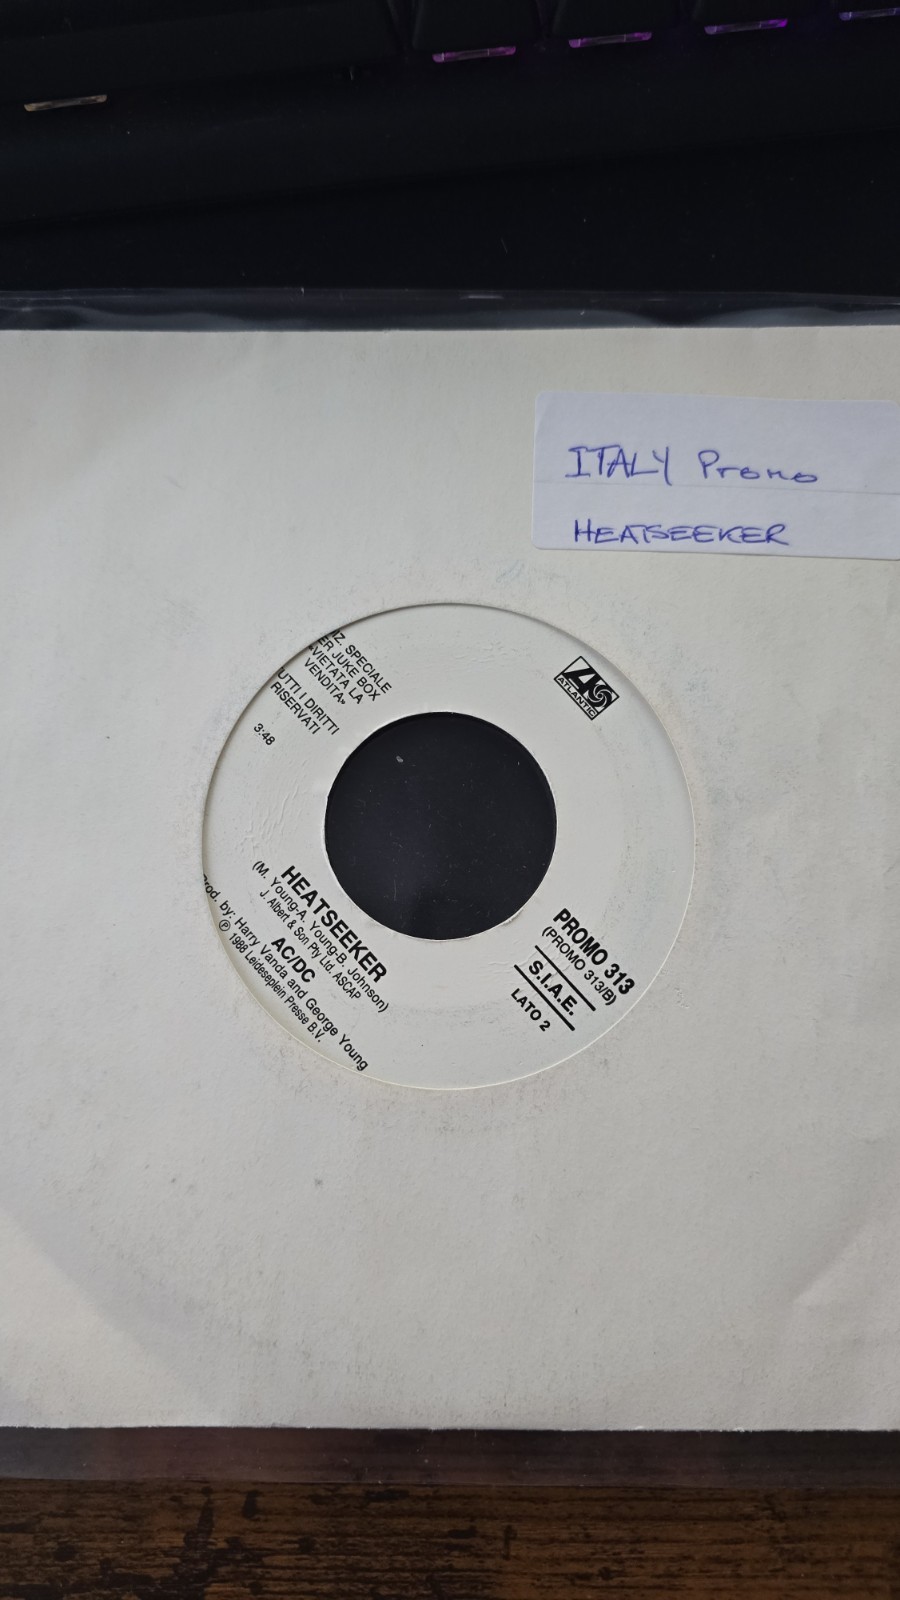 ITALY Promo
HEATSEEKER
IZ. SPECIALE
ER JUKE BOX
«VIETATA LA
VENDITA»
UTTI I DIRITTI
RISERVATI
3:48
ATLANTIC
HEATSEEKER
(M. Young-A. Young-B. Johnson)
J. Albert & Son Pty Ltd. ASCAP
AC/DC
Prod. by: Harry Vanda and George Young
℗ 1988 Leideseplein Presse B.V.
PROMO 313
(PROMO 313/B)
S.I.A.E.
LATO 2